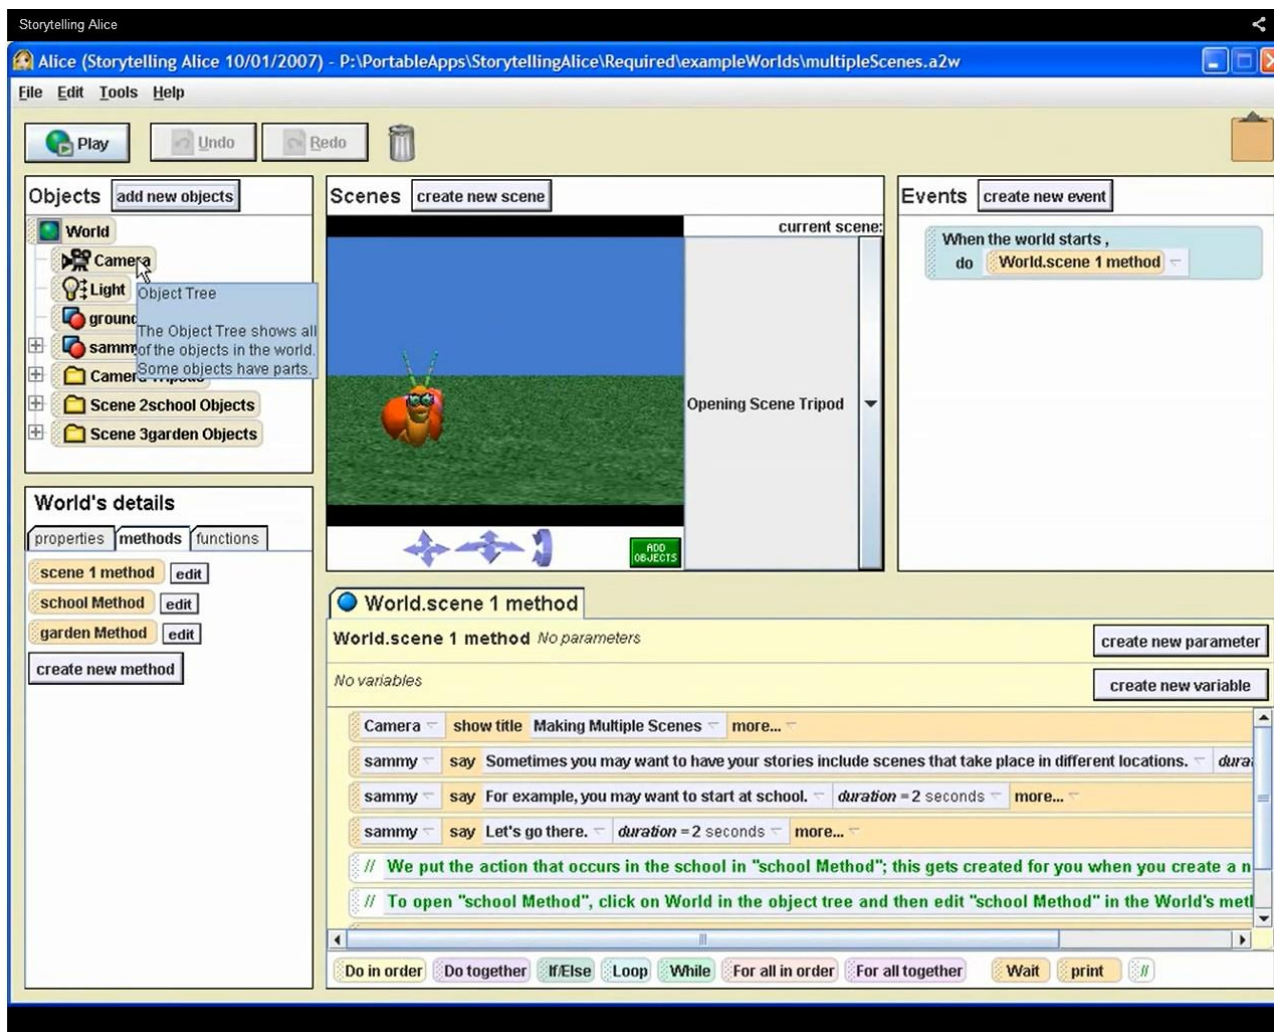 Storytelling Alice
Alice (Storytelling Alice 10/01/2007) - P:\PortableApps\StorytellingAlice\Required\exampleWorlds\multipleScenes.a2w
File Edit Tools Help
Play Undo Redo
Objects add new objects
World
Camera
Light
ground
sammy
Camera Tripods
Scene 2school Objects
Scene 3garden Objects
Object Tree
The Object Tree shows all
of the objects in the world.
Some objects have parts.
World's details
properties methods functions
scene 1 method edit
school Method edit
garden Method edit
create new method
Scenes create new scene
current scene:
Opening Scene Tripod
ADD
OBJECTS
Events create new event
When the world starts ,
do World.scene 1 method
World.scene 1 method
World.scene 1 method No parameters
create new parameter
No variables
create new variable
Camera show title Making Multiple Scenes more...
sammy say Sometimes you may want to have your stories include scenes that take place in different locations. dura
sammy say For example, you may want to start at school. duration = 2 seconds more...
sammy say Let's go there. duration = 2 seconds more...
// We put the action that occurs in the school in "school Method"; this gets created for you when you create a n
// To open "school Method", click on World in the object tree and then edit "school Method" in the World's met
Do in order Do together If/Else Loop While For all in order For all together Wait print //